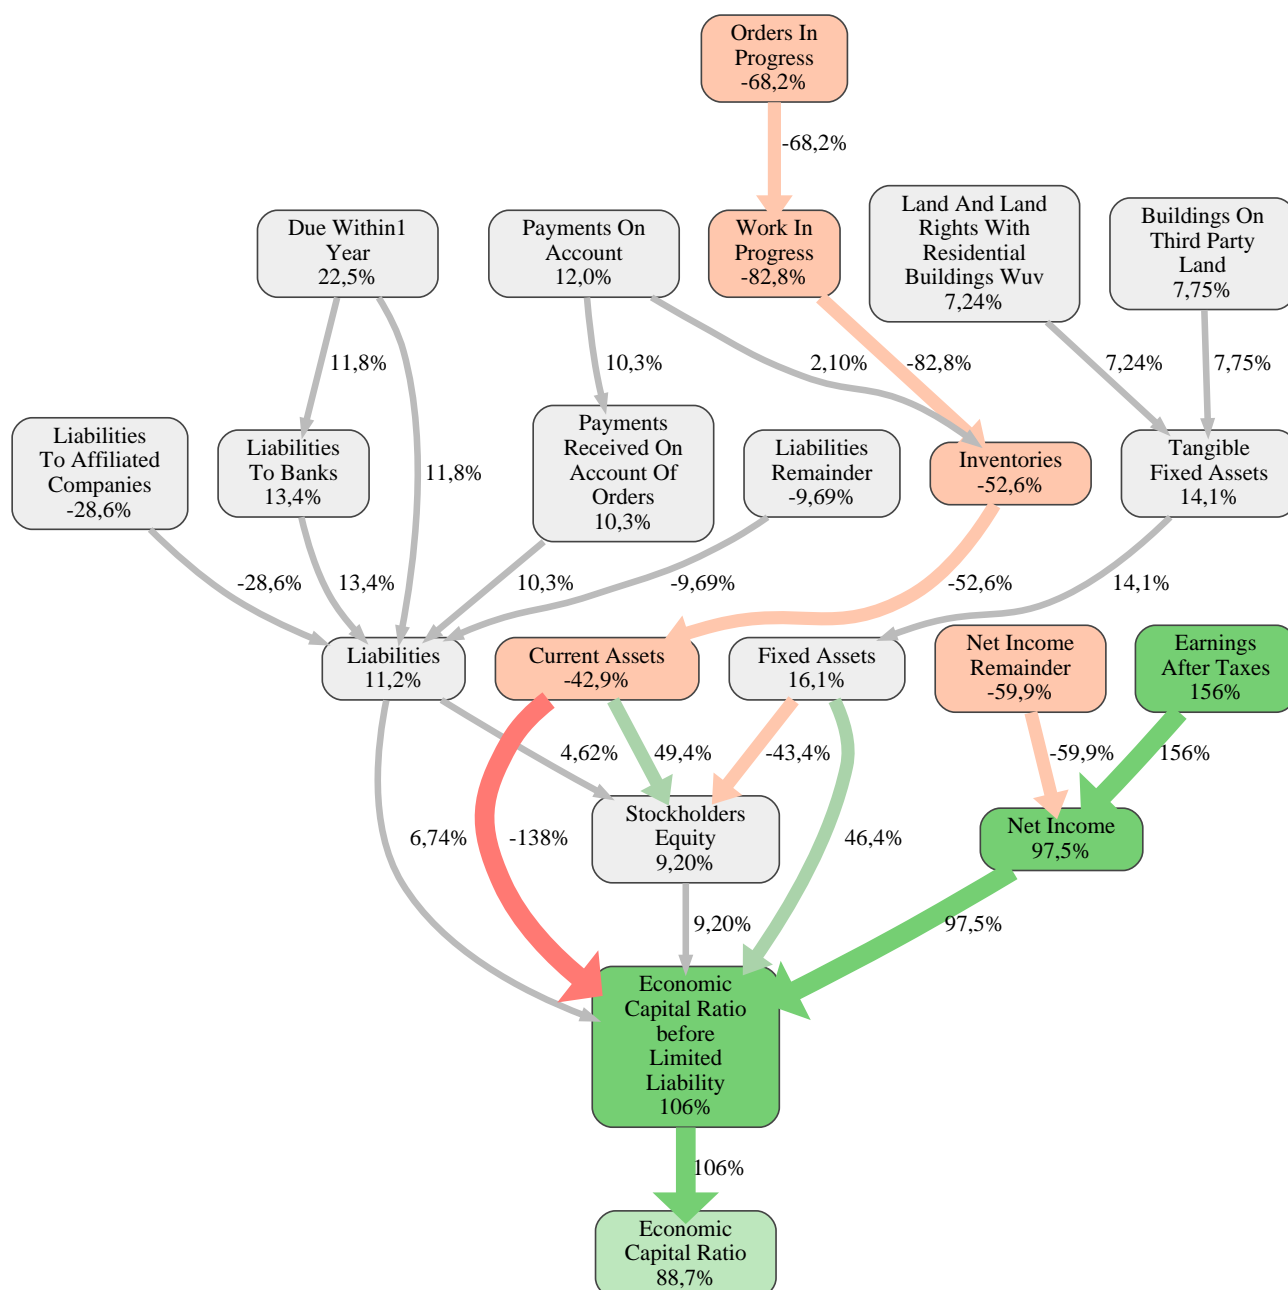 Orders In
Progress
-68,2%
-68,2%
Due Within1
Year
22,5%
Payments On
Account
12,0%
Work In
Progress
-82,8%
Land And Land
Rights With
Residential
Buildings Wuv
7,24%
Buildings On
Third Party
Land
7,75%
11,8%
10,3%
2,10%
-82,8%
7,24%
7,75%
Liabilities
To Affiliated
Companies
-28,6%
Liabilities
To Banks
13,4%
11,8%
Payments
Received On
Account Of
Orders
10,3%
Liabilities
Remainder
-9,69%
Inventories
-52,6%
Tangible
Fixed Assets
14,1%
-28,6%
13,4%
10,3%
-9,69%
-52,6%
14,1%
Liabilities
11,2%
Current Assets
-42,9%
Fixed Assets
16,1%
Net Income
Remainder
-59,9%
Earnings
After Taxes
156%
4,62%
49,4%
-43,4%
-59,9%
156%
6,74%
-138%
Stockholders
Equity
9,20%
46,4%
Net Income
97,5%
9,20%
97,5%
Economic
Capital Ratio
before
Limited
Liability
106%
106%
Economic
Capital Ratio
88,7%